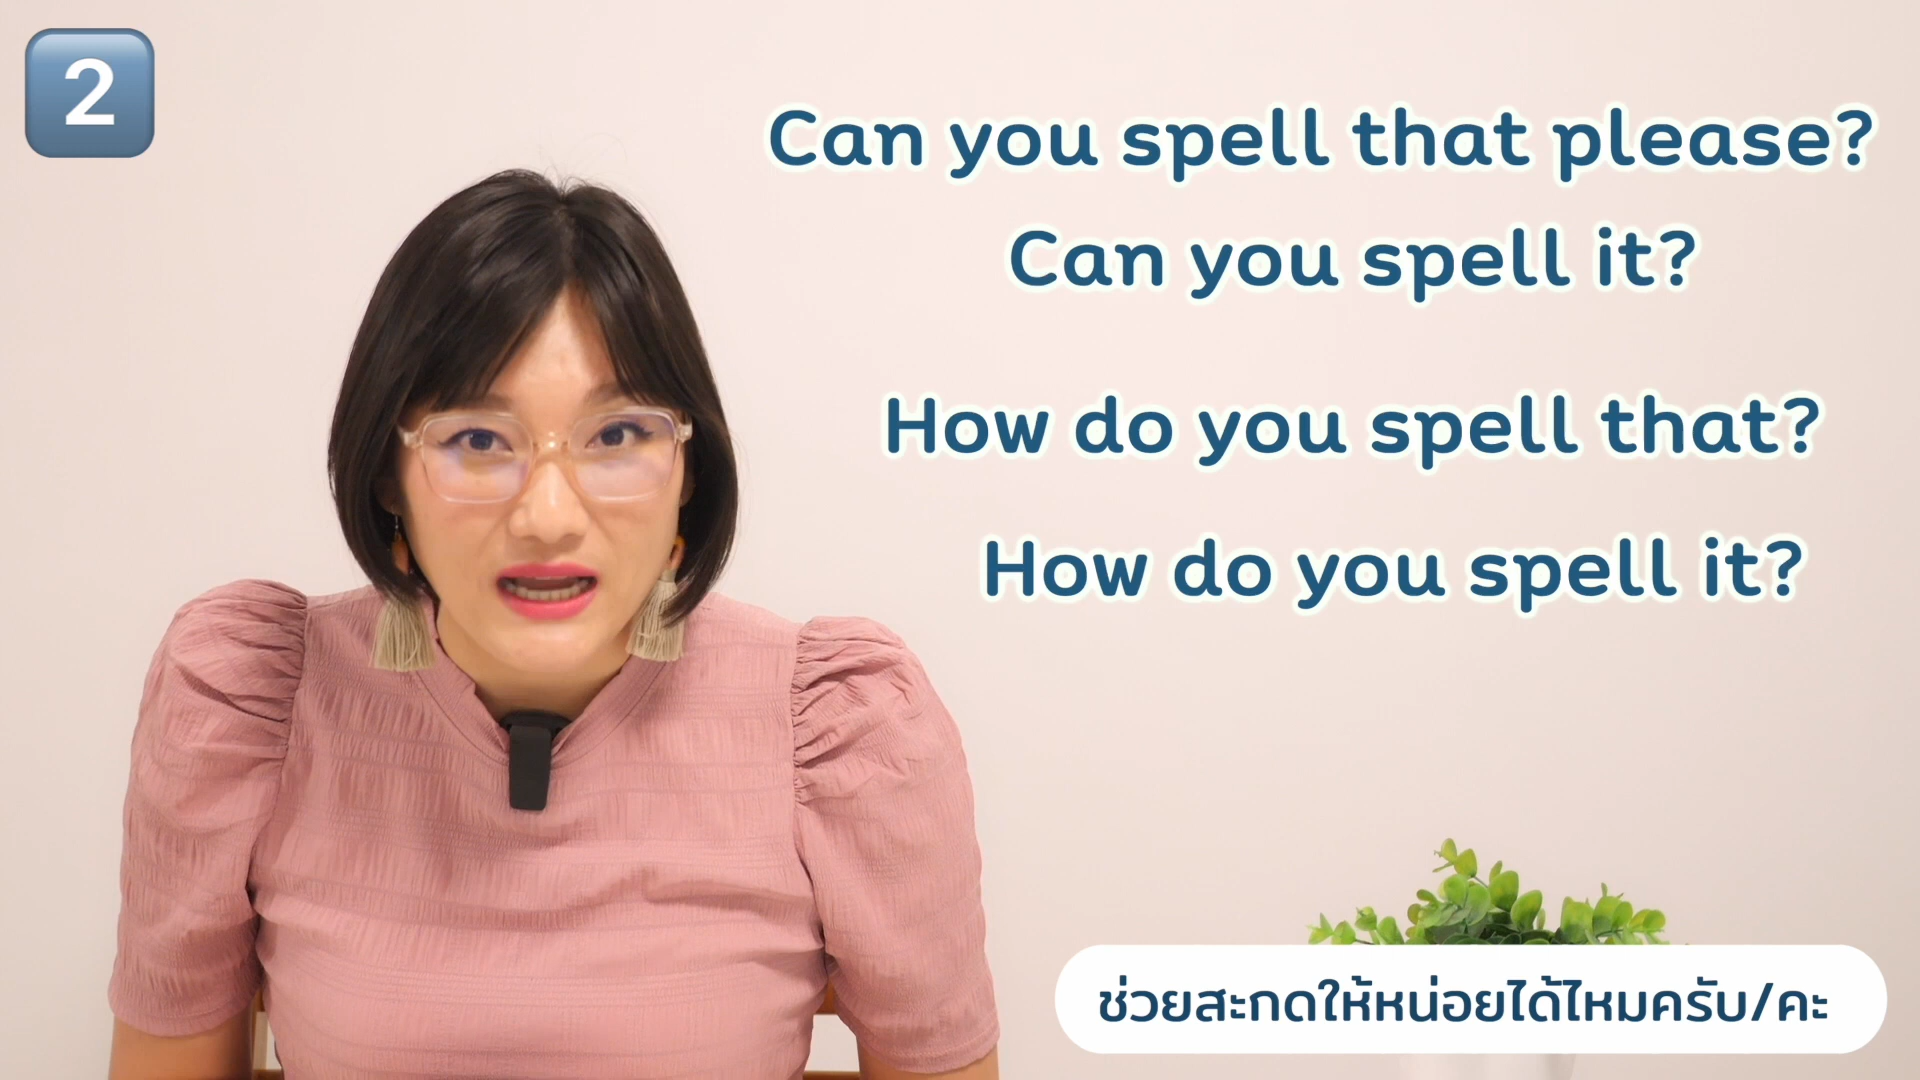 2
Can you spell that please?
Can you spell it?
How do you spell that?
How do you spell it?
ช่วยสะกดให้หน่อยได้ไหมครับ/คะ